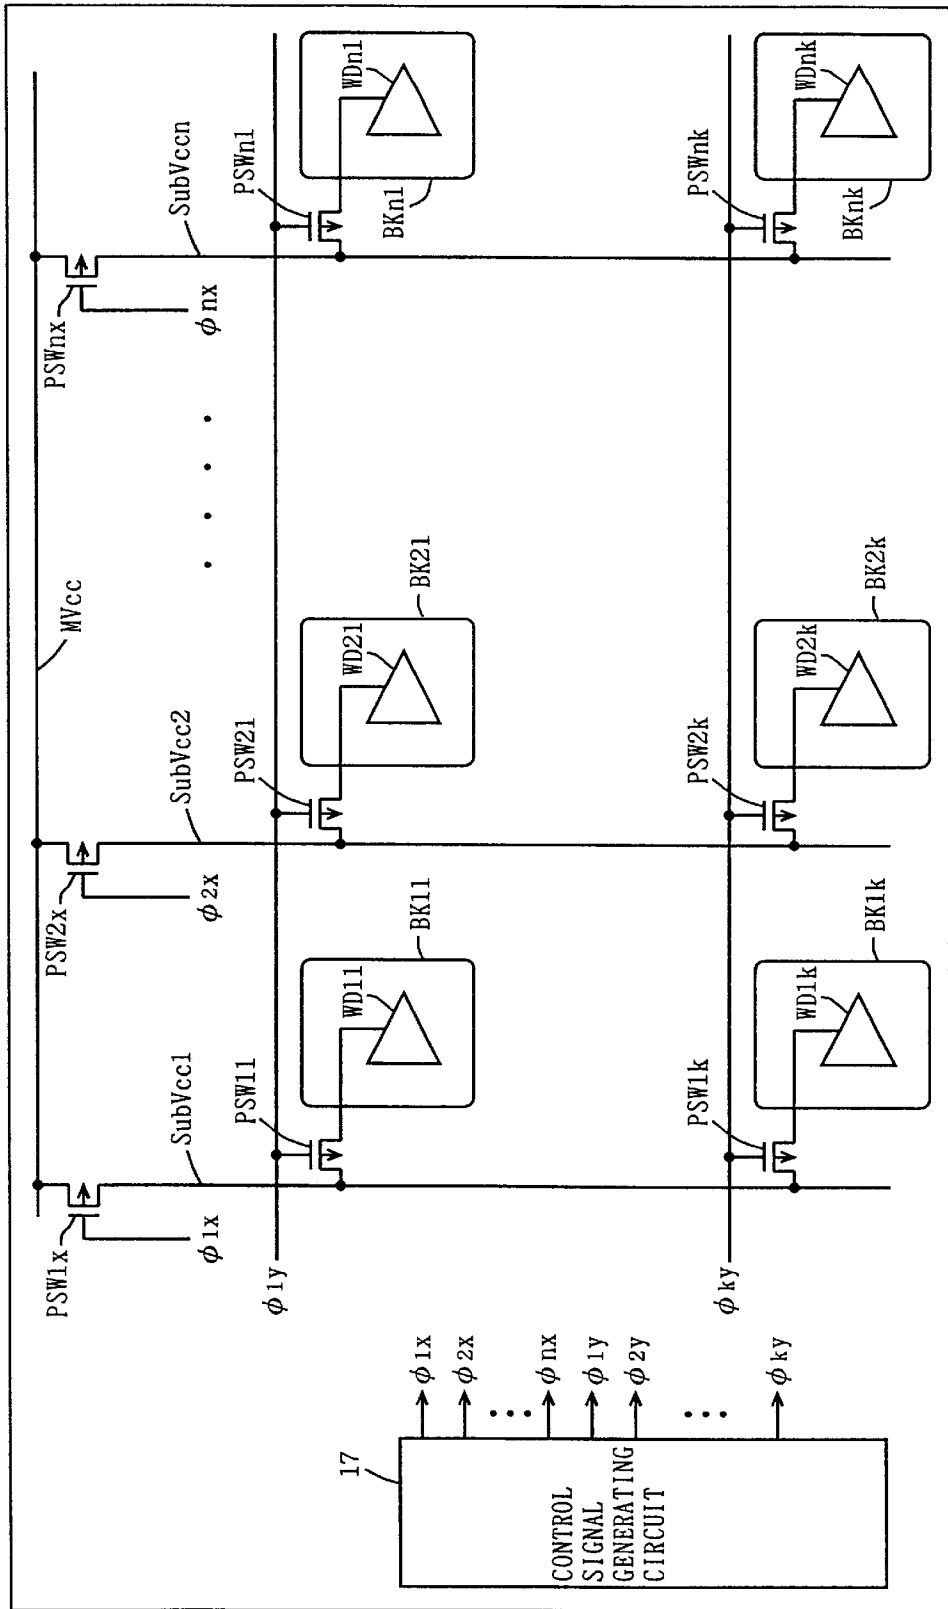 MVcc
PSW1x
PSW2x
PSWnx
SubVcc1
SubVcc2
SubVccn
φ1x
φ2x
φnx
φ1y
PSW11
WD11
BK11
PSW21
WD21
BK21
PSWn1
WDn1
BKn1
φky
PSW1k
WD1k
BK1k
PSW2k
WD2k
BK2k
PSWnk
WDnk
BKnk
17
CONTROL
SIGNAL
GENERATING
CIRCUIT
φ1x
φ2x
φnx
φ1y
φ2y
φky